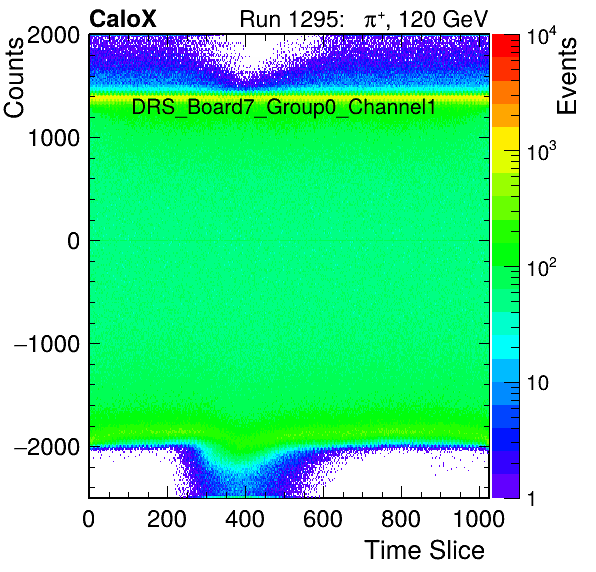 CaloX Run 1295: π⁺, 120 GeV
Counts
2000
1000
0
−1000
−2000
DRS_Board7_Group0_Channel1
0 200 400 600 800 1000
Time Slice
Events
10⁴
10³
10²
10
1